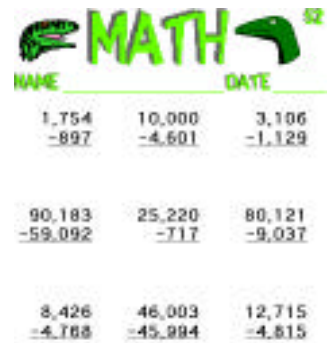 52
MATH
NAME DATE
1,754 10,000 3,106
-897 -4,601 -1,129
90,183 25,220 80,121
-59,092 -717 -9,037
8,426 46,003 12,715
-4,768 -45,994 -4,815